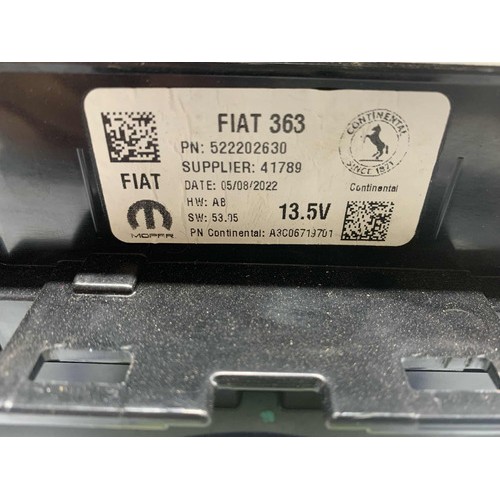 FIAT 363
PN: 522202630
SUPPLIER: 41789
FIAT
DATE: 05/08/2022
HW: AB
SW: 53.05
13.5V
MOPAR
PN Continental: A3C06719701
CONTINENTAL
SINCE 1871
Continental